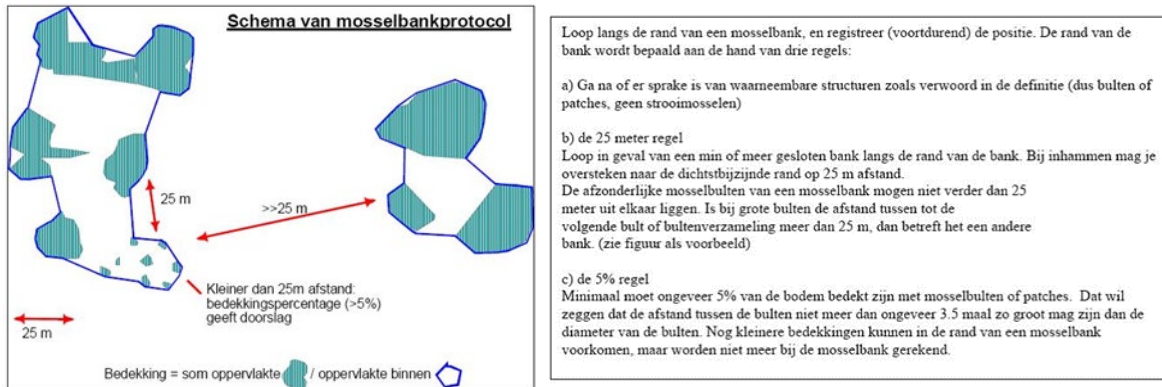 Schema van mosselbankprotocol
25 m
>>25 m
Kleiner dan 25m afstand:
bedekkingspercentage (>5%)
geeft doorslag
25 m
Bedekking = som oppervlakte / oppervlakte binnen
Loop langs de rand van een mosselbank, en registreer (voortdurend) de positie. De rand van de
bank wordt bepaald aan de hand van drie regels:
a) Ga na of er sprake is van waarneembare structuren zoals verwoord in de definitie (dus bulten of
patches, geen strooimosselen)
b) de 25 meter regel
Loop in geval van een min of meer gesloten bank langs de rand van de bank. Bij inhammen mag je
oversteken naar de dichtstbijzijnde rand op 25 m afstand.
De afzonderlijke mosselbulten van een mosselbank mogen niet verder dan 25
meter uit elkaar liggen. Is bij grote bulten de afstand tussen tot de
volgende bult of bultenverzameling meer dan 25 m, dan betreft het een andere
bank. (zie figuur als voorbeeld)
c) de 5% regel
Minimaal moet ongeveer 5% van de bodem bedekt zijn met mosselbulten of patches. Dat wil
zeggen dat de afstand tussen de bulten niet meer dan ongeveer 3.5 maal zo groot mag zijn dan de
diameter van de bulten. Nog kleinere bedekkingen kunnen in de rand van een mosselbank
voorkomen, maar worden niet meer bij de mosselbank gerekend.